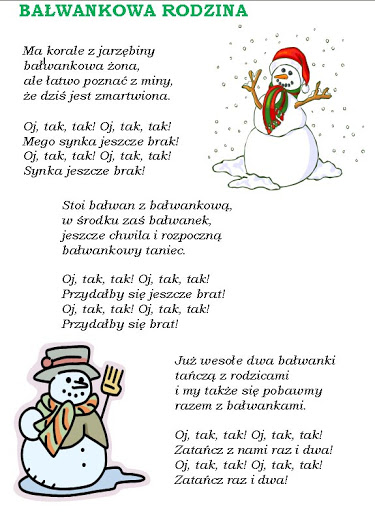 BAŁWANKOWA RODZINA
Ma korale z jarzębiny
bałwankowa żona,
ale łatwo poznać z miny,
że dziś jest zmartwiona.
Oj, tak, tak! Oj, tak, tak!
Mego synka jeszcze brak!
Oj, tak, tak! Oj, tak, tak!
Synka jeszcze brak!
Stoi bałwan z bałwankową,
w środku zaś bałwanek,
jeszcze chwila i rozpoczną
bałwankowy taniec.
Oj, tak, tak! Oj, tak, tak!
Przydałby się jeszcze brat!
Oj, tak, tak! Oj, tak, tak!
Przydałby się brat!
Już wesołe dwa bałwanki
tańczą z rodzicami
i my także się pobawmy
razem z bałwankami.
Oj, tak, tak! Oj, tak, tak!
Zatańcz z nami raz i dwa!
Oj, tak, tak! Oj, tak, tak!
Zatańcz raz i dwa!